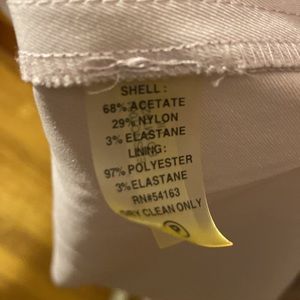 SHELL:
68% ACETATE
29% NYLON
3% ELASTANE
LINING:
97% POLYESTER
3% ELASTANE
RN#54163
DRY CLEAN ONLY
P